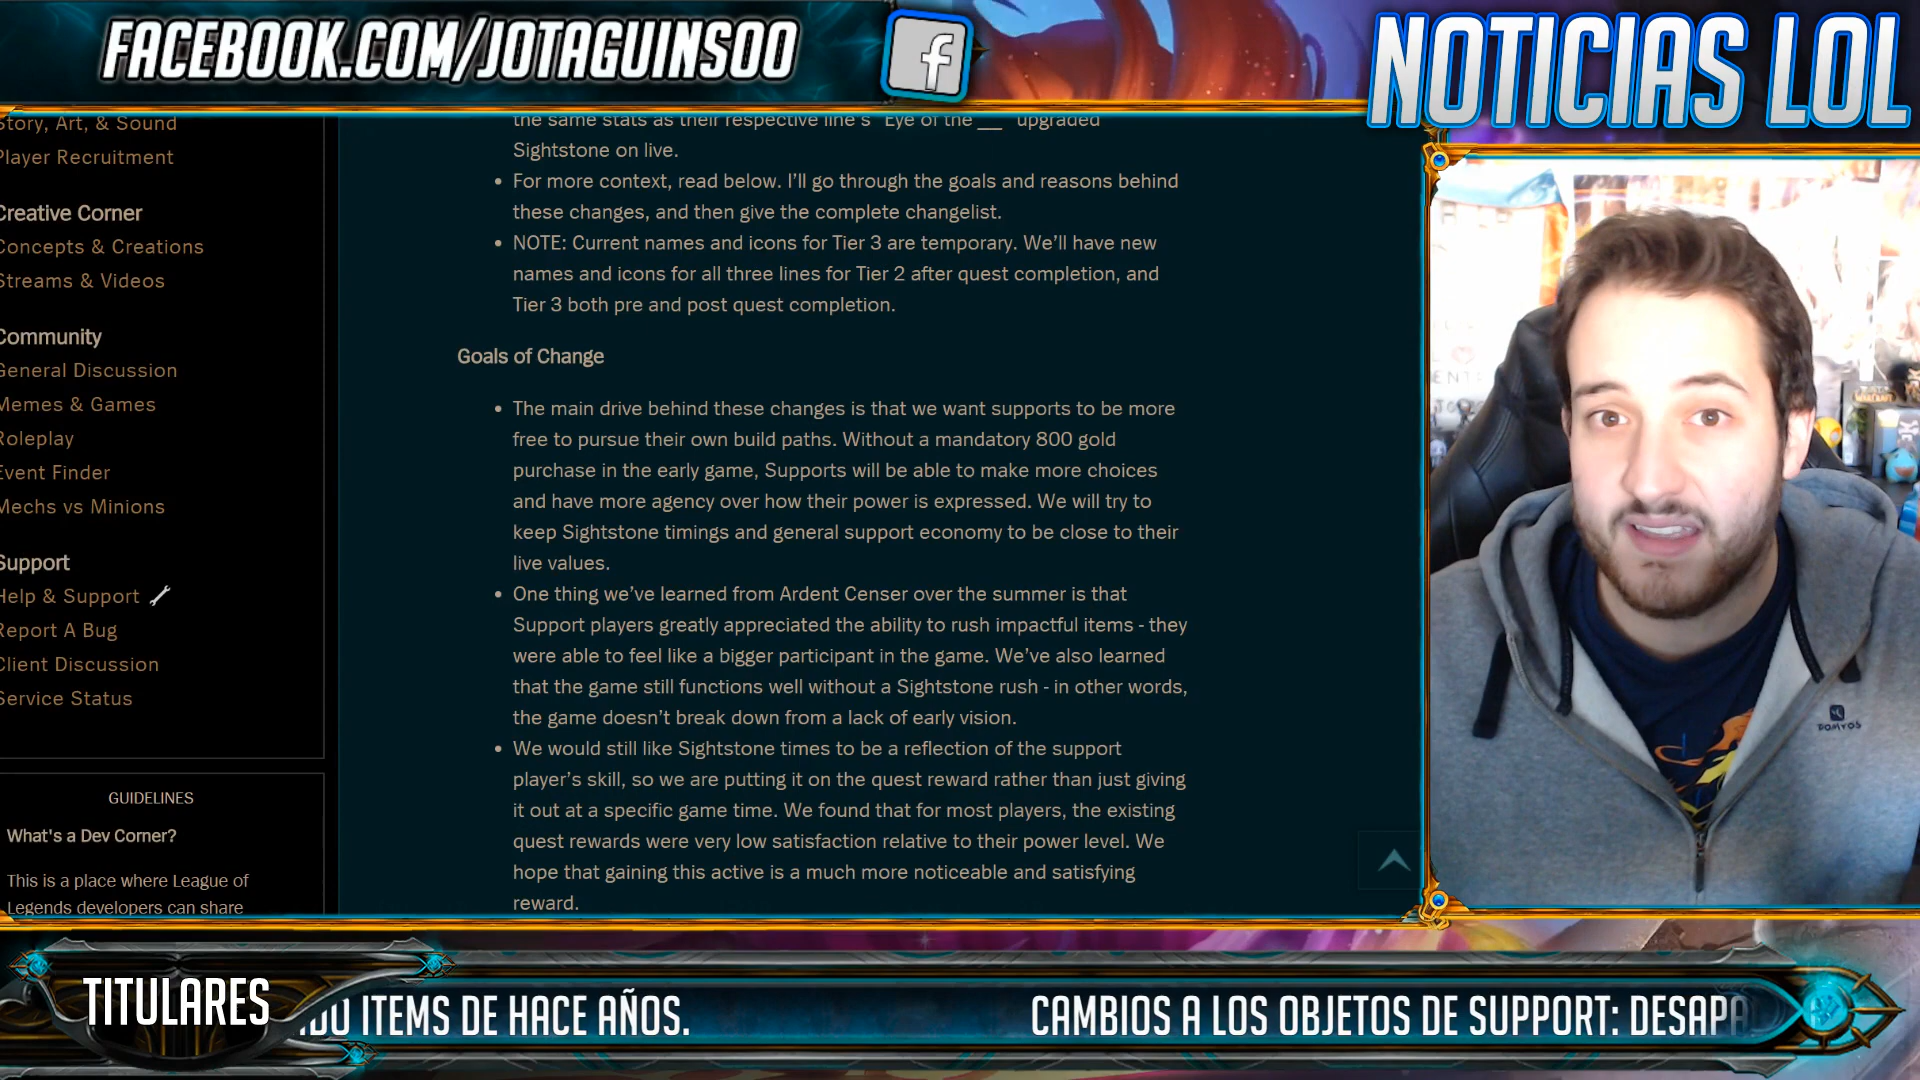 FACEBOOK.COM/JOTAGUINSOO
f
NOTICIAS LOL
Story, Art, & Sound
Player Recruitment
Creative Corner
Concepts & Creations
Streams & Videos
Community
General Discussion
Memes & Games
Roleplay
Event Finder
Mechs vs Minions
Support
Help & Support
Report A Bug
Client Discussion
Service Status
GUIDELINES
What's a Dev Corner?
This is a place where League of
Legends developers can share
the same stats as their respective line's "Eye of the __" upgraded
Sightstone on live.
• For more context, read below. I'll go through the goals and reasons behind
these changes, and then give the complete changelist.
• NOTE: Current names and icons for Tier 3 are temporary. We'll have new
names and icons for all three lines for Tier 2 after quest completion, and
Tier 3 both pre and post quest completion.
Goals of Change
• The main drive behind these changes is that we want supports to be more
free to pursue their own build paths. Without a mandatory 800 gold
purchase in the early game, Supports will be able to make more choices
and have more agency over how their power is expressed. We will try to
keep Sightstone timings and general support economy to be close to their
live values.
• One thing we've learned from Ardent Censer over the summer is that
Support players greatly appreciated the ability to rush impactful items - they
were able to feel like a bigger participant in the game. We've also learned
that the game still functions well without a Sightstone rush - in other words,
the game doesn't break down from a lack of early vision.
• We would still like Sightstone times to be a reflection of the support
player's skill, so we are putting it on the quest reward rather than just giving
it out at a specific game time. We found that for most players, the existing
quest rewards were very low satisfaction relative to their power level. We
hope that gaining this active is a much more noticeable and satisfying
reward.
DOMYOS
TITULARES
ITEMS DE HACE AÑOS.
CAMBIOS A LOS OBJETOS DE SUPPORT: DESAPA